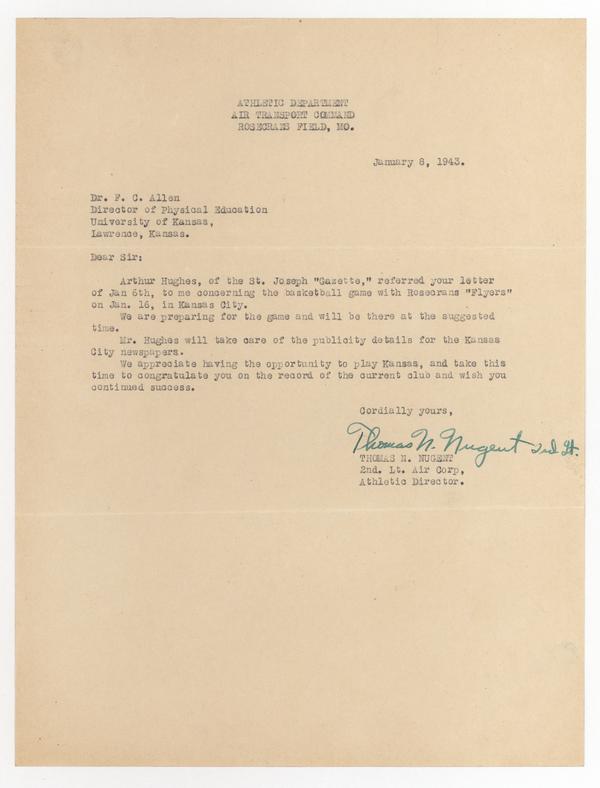 ATHLETIC DEPARTMENT
AIR TRANSPORT COMMAND
ROSECRANS FIELD, MO.
January 8, 1943.
Dr. F. C. Allen
Director of Physical Education
University of Kansas,
Lawrence, Kansas.
Dear Sir:
Arthur Hughes, of the St. Joseph "Gazette," referred your letter
of Jan 6th, to me concerning the basketball game with Rosecrans "Flyers"
on Jan. 16, in Kansas City.
We are preparing for the game and will be there at the suggested
time.
Mr. Hughes will take care of the publicity details for the Kansas
City newspapers.
We appreciate having the opportunity to play Kansas, and take this
time to congratulate you on the record of the current club and wish you
continued success.
Cordially yours,
Thomas N. Nugent 2nd Lt.
THOMAS N. NUGENT
2nd. Lt. Air Corp,
Athletic Director.